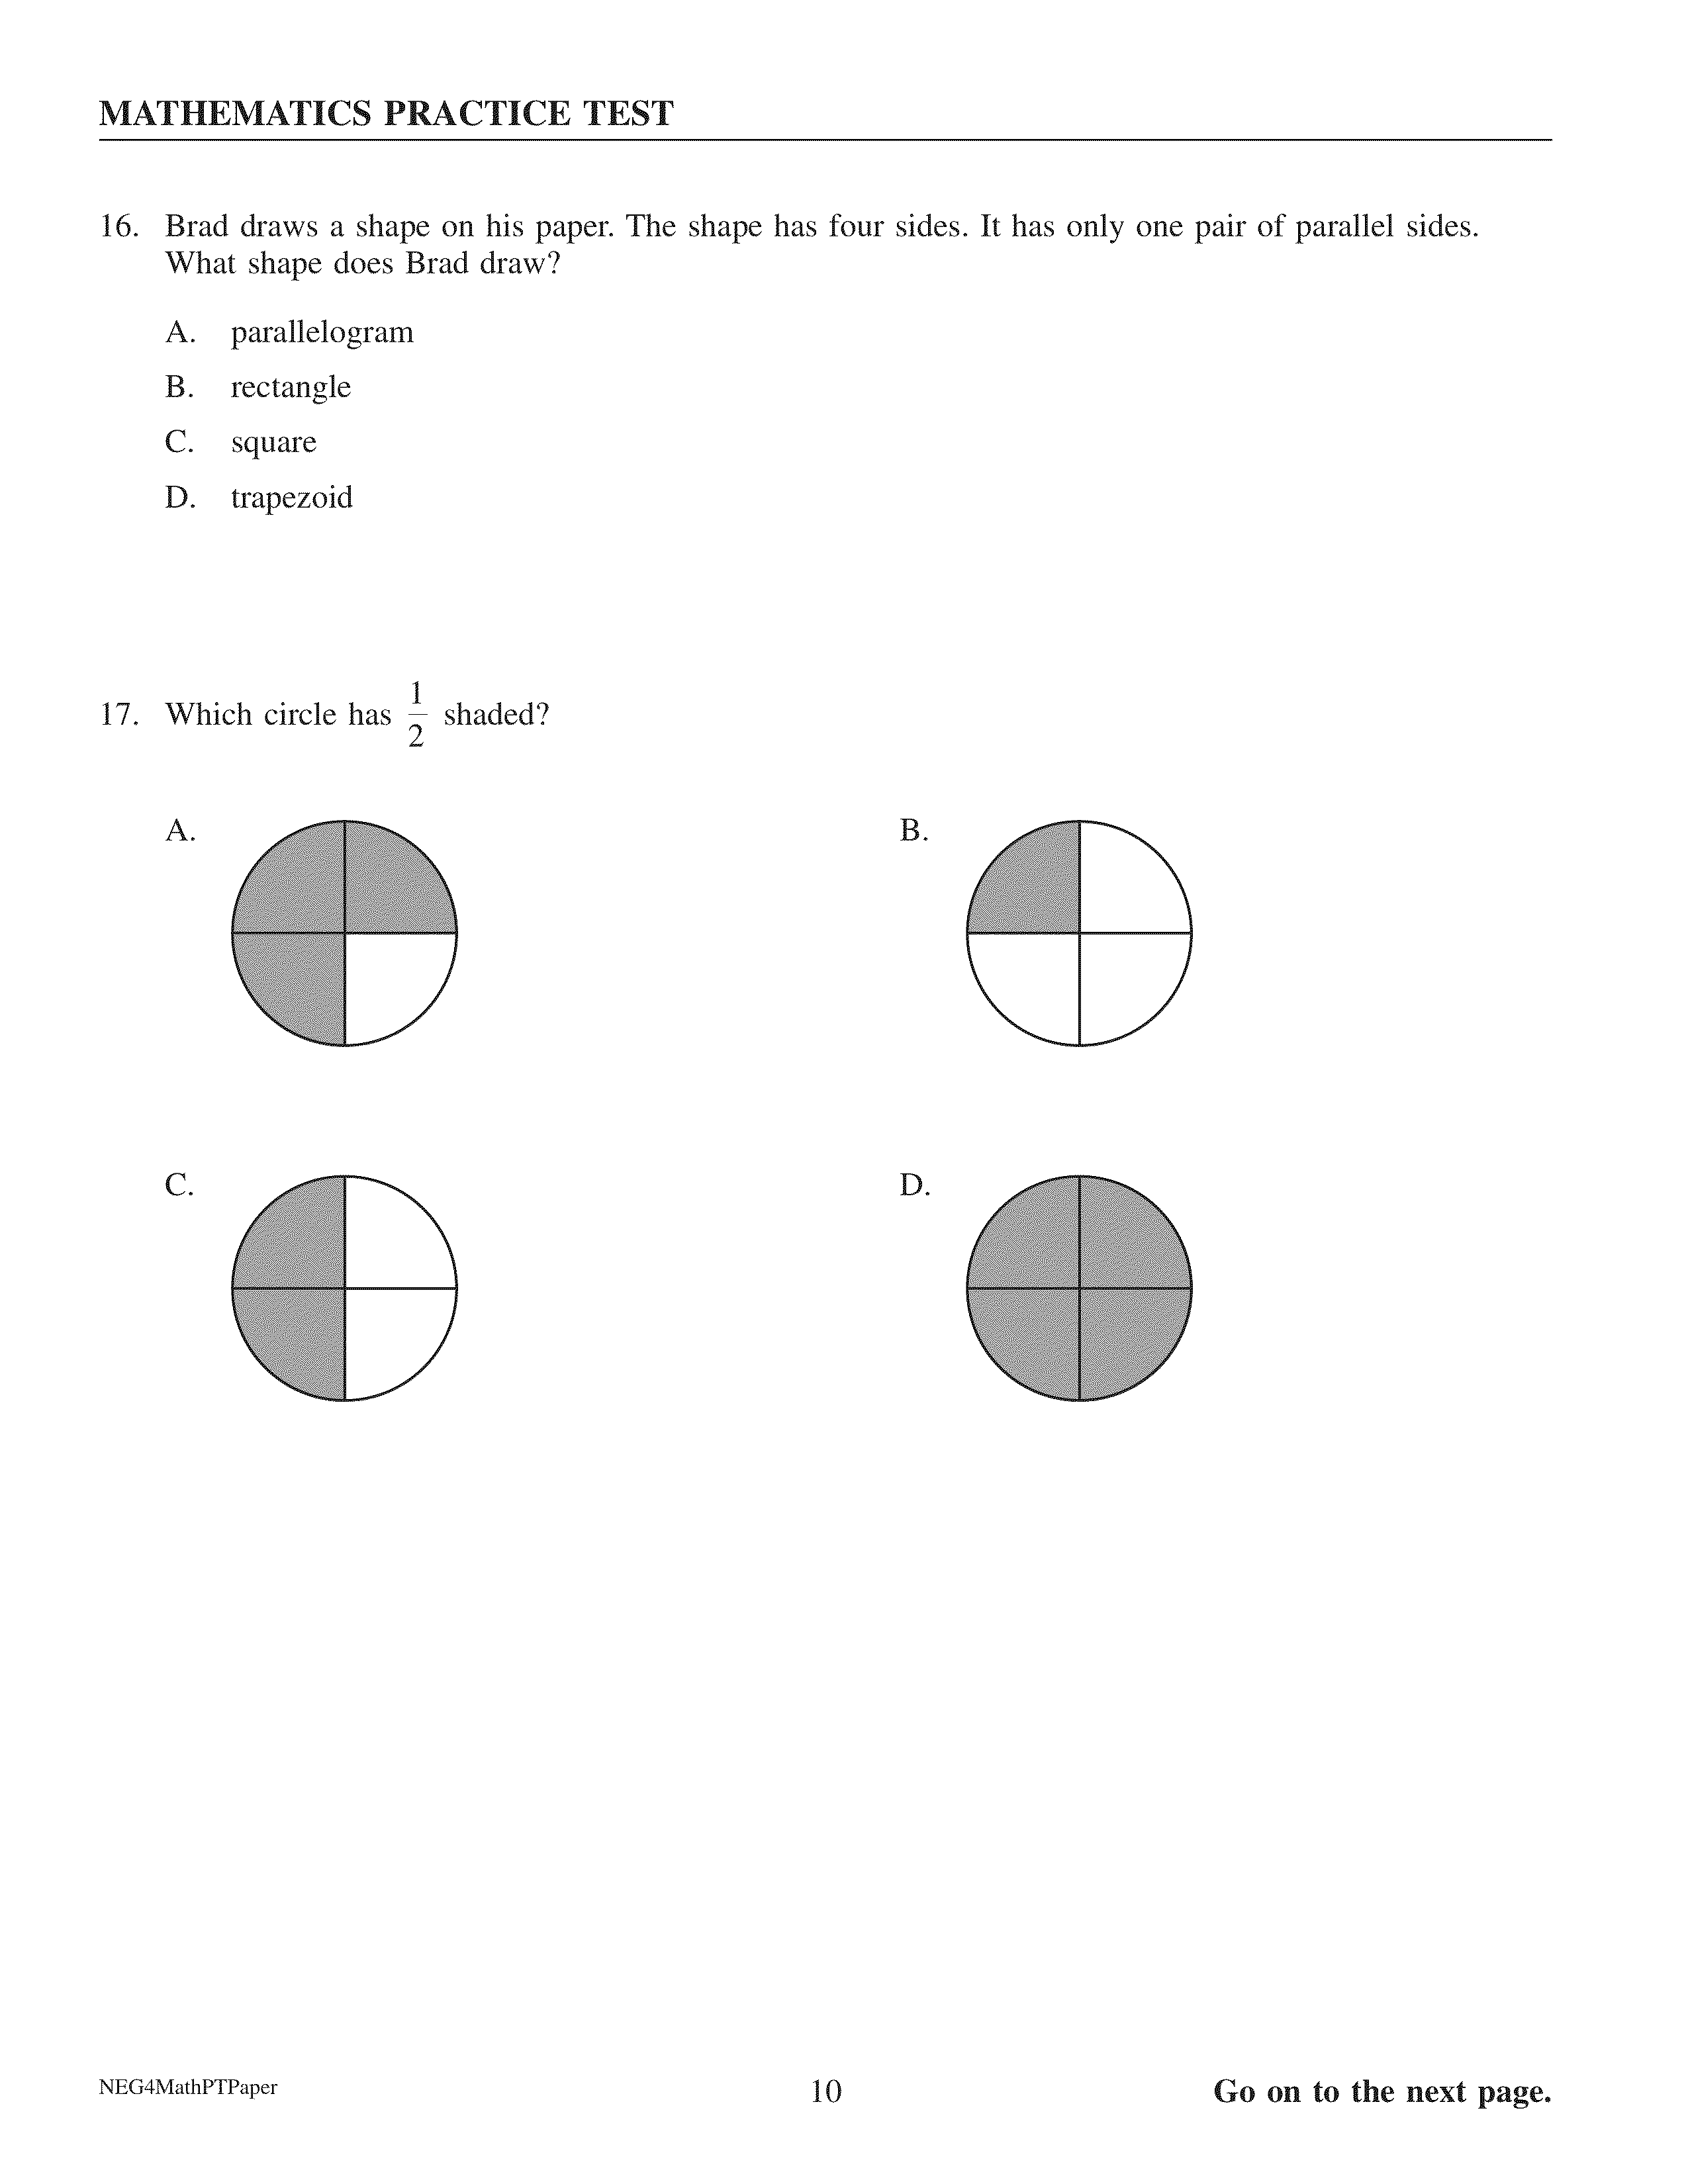 MATHEMATICS PRACTICE TEST
16. Brad draws a shape on his paper. The shape has four sides. It has only one pair of parallel sides.
What shape does Brad draw?
A. parallelogram
B. rectangle
C. square
D. trapezoid
17. Which circle has 1/2 shaded?
A. B.
C. D.
NEG4MathPTPaper 10 Go on to the next page.